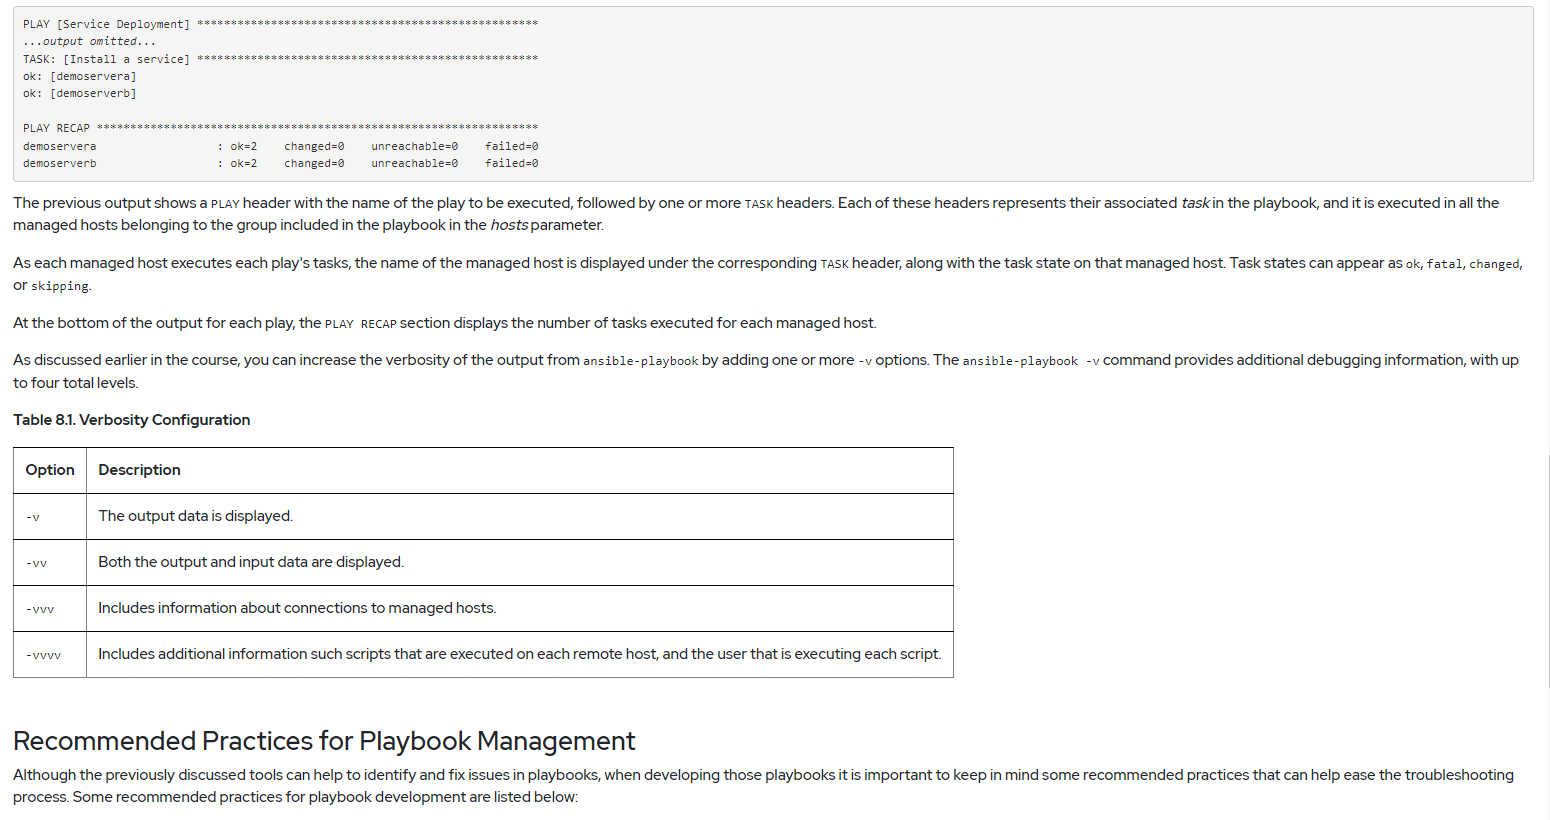 PLAY [Service Deployment] ***************************************************
...output omitted...
TASK: [Install a service] ***************************************************
ok: [demoservera]
ok: [demoserverb]
PLAY RECAP ******************************************************************
demoservera : ok=2 changed=0 unreachable=0 failed=0
demoserverb : ok=2 changed=0 unreachable=0 failed=0
The previous output shows a PLAY header with the name of the play to be executed, followed by one or more TASK headers. Each of these headers represents their associated task in the playbook, and it is executed in all the
managed hosts belonging to the group included in the playbook in the hosts parameter.
As each managed host executes each play's tasks, the name of the managed host is displayed under the corresponding TASK header, along with the task state on that managed host. Task states can appear as ok, fatal, changed,
or skipping.
At the bottom of the output for each play, the PLAY RECAP section displays the number of tasks executed for each managed host.
As discussed earlier in the course, you can increase the verbosity of the output from ansible-playbook by adding one or more -v options. The ansible-playbook -v command provides additional debugging information, with up
to four total levels.
Table 8.1. Verbosity Configuration
Option Description
-v The output data is displayed.
-vv Both the output and input data are displayed.
-vvv Includes information about connections to managed hosts.
-vvvv Includes additional information such scripts that are executed on each remote host, and the user that is executing each script.
Recommended Practices for Playbook Management
Although the previously discussed tools can help to identify and fix issues in playbooks, when developing those playbooks it is important to keep in mind some recommended practices that can help ease the troubleshooting
process. Some recommended practices for playbook development are listed below: